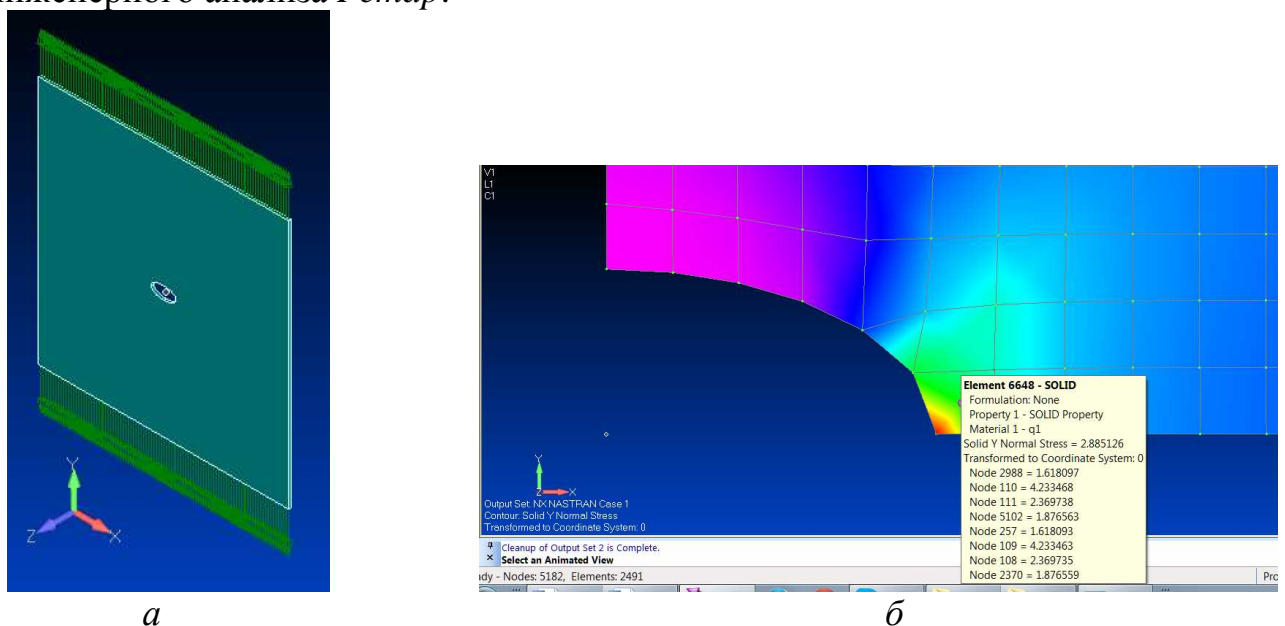 инженерного анализа Femap.
Y
Z
X
V1
L1
C1
Element 6648 - SOLID
Formulation: None
Property 1 - SOLID Property
Material 1 - q1
Solid Y Normal Stress = 2.885126
Transformed to Coordinate System: 0
Node 2988 = 1.618097
Node 110 = 4.233468
Node 111 = 2.369738
Node 5102 = 1.876563
Node 257 = 1.618093
Node 109 = 4.233463
Node 108 = 2.369735
Node 2370 = 1.876559
Y
Z
X
Output Set: NX NASTRAN Case 1
Contour: Solid Y Normal Stress
Transformed to Coordinate System: 0
Cleanup of Output Set 2 is Complete.
Select an Animated View
dy - Nodes: 5182, Elements: 2491
Pro
а
б